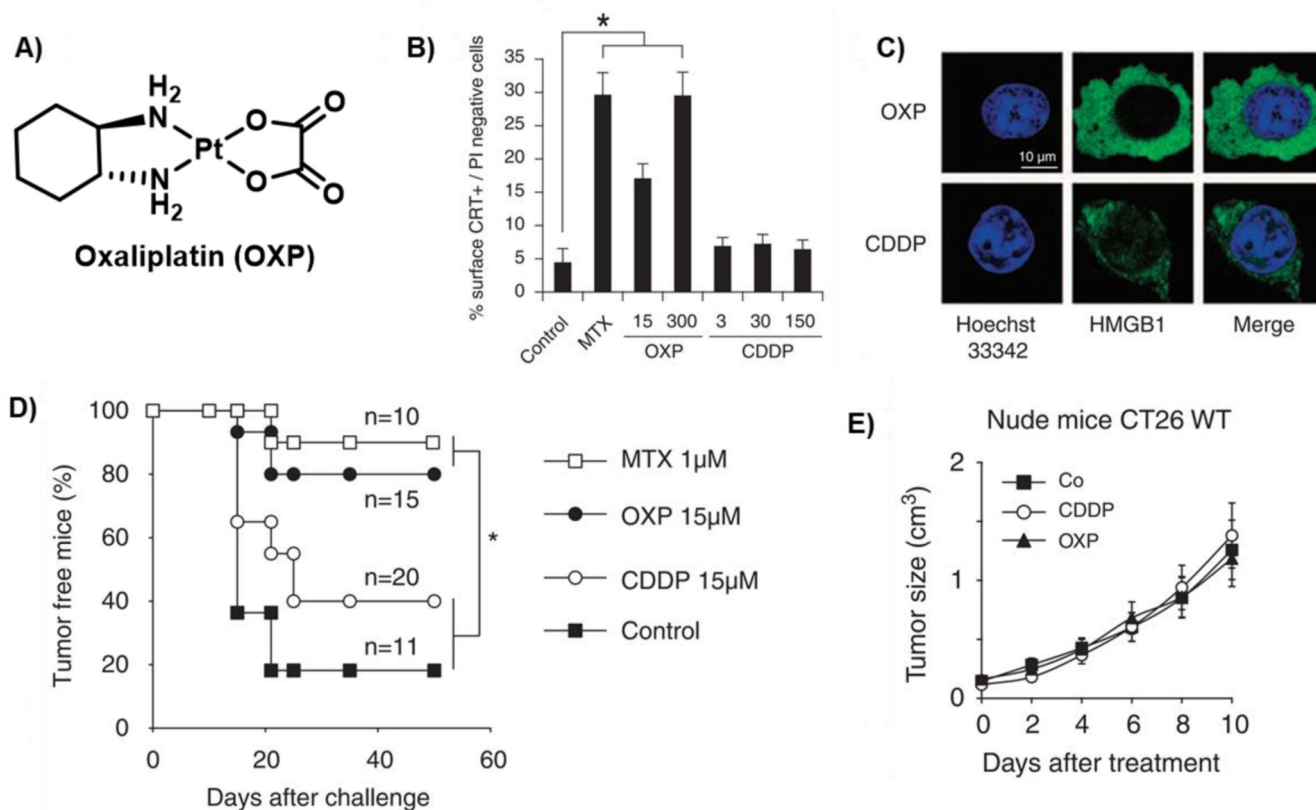 A)
H₂
N
O
O
Pt
N
H₂
O
O
Oxaliplatin (OXP)
B)
*
% surface CRT+ / PI negative cells
35
30
25
20
15
10
5
0
Control
MTX
15 300
OXP
3 30 150
CDDP
C)
OXP
10 µm
CDDP
Hoechst
33342
HMGB1
Merge
D)
Tumor free mice (%)
100
80
60
40
20
0
n=10
n=15
n=20
n=11
*
0 20 40 60
Days after challenge
MTX 1µM
OXP 15µM
CDDP 15µM
Control
E)
Nude mice CT26 WT
Co
CDDP
OXP
Tumor size (cm³)
2
1
0
0 2 4 6 8 10
Days after treatment